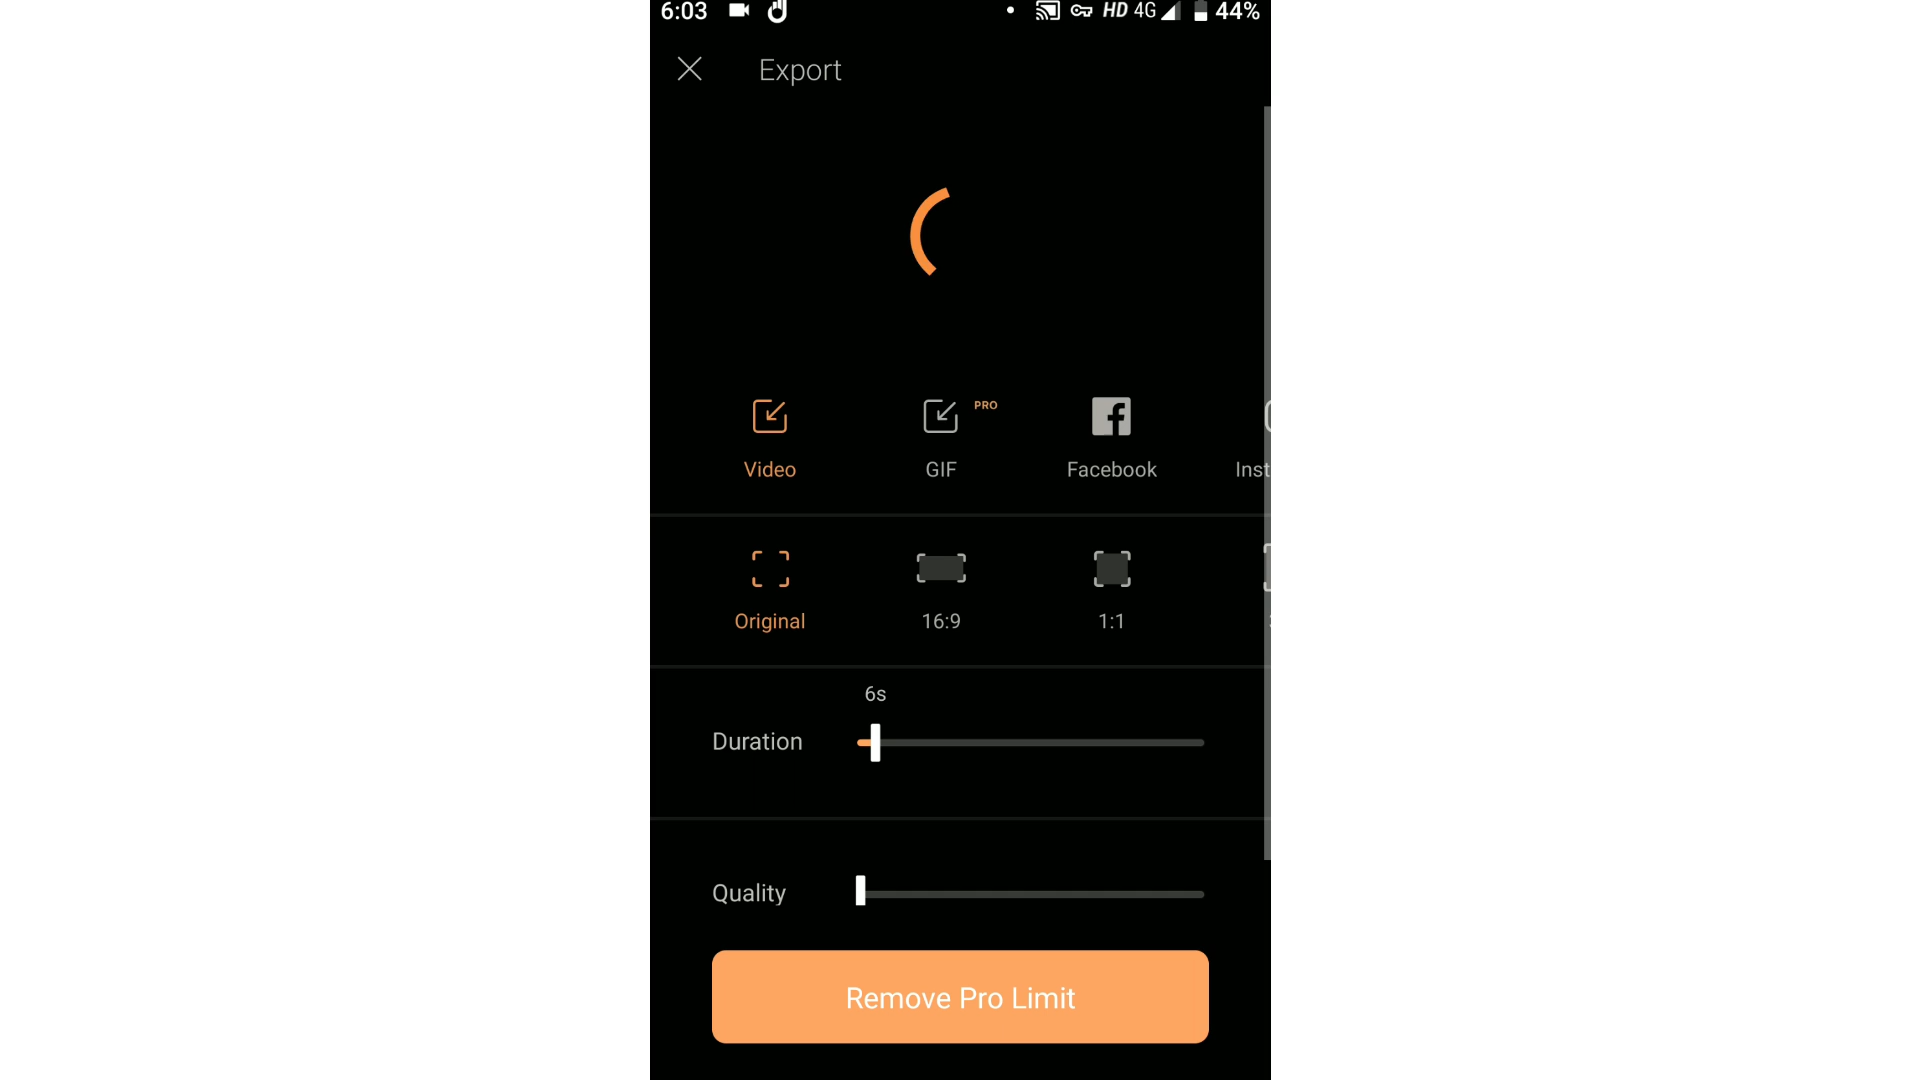 6:03 HD 4G 44%
Export
PRO
Video GIF Facebook Inst
Original 16:9 1:1
6s
Duration
Quality
Remove Pro Limit